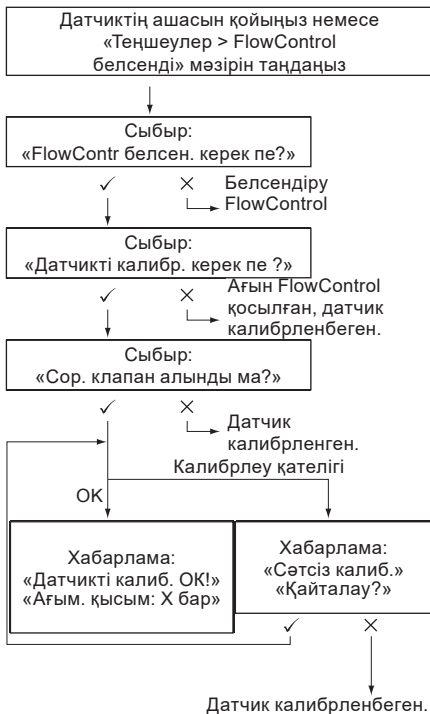 Датчиктің ашасын қойыңыз немесе
«Теңшеулер > FlowControl
белсенді» мәзірін таңдаңыз
Сыбыр:
«FlowContr белсен. керек пе?»
✓ ✕ Белсендіру
FlowControl
Сыбыр:
«Датчикті калибр. керек пе ?»
✓ ✕ Ағын FlowControl
қосылған, датчик
калибрленбеген.
Сыбыр:
«Сор. клапан алынды ма?»
✓ ✕ Датчик
калибрленген.
Калибрлеу қателігі
OK
Хабарлама:
«Датчикті калиб. ОК!»
«Ағым. қысым: X бар»
Хабарлама:
«Сәтсіз калиб.»
«Қайталау?»
✓ ✕
Датчик калибрленбеген.